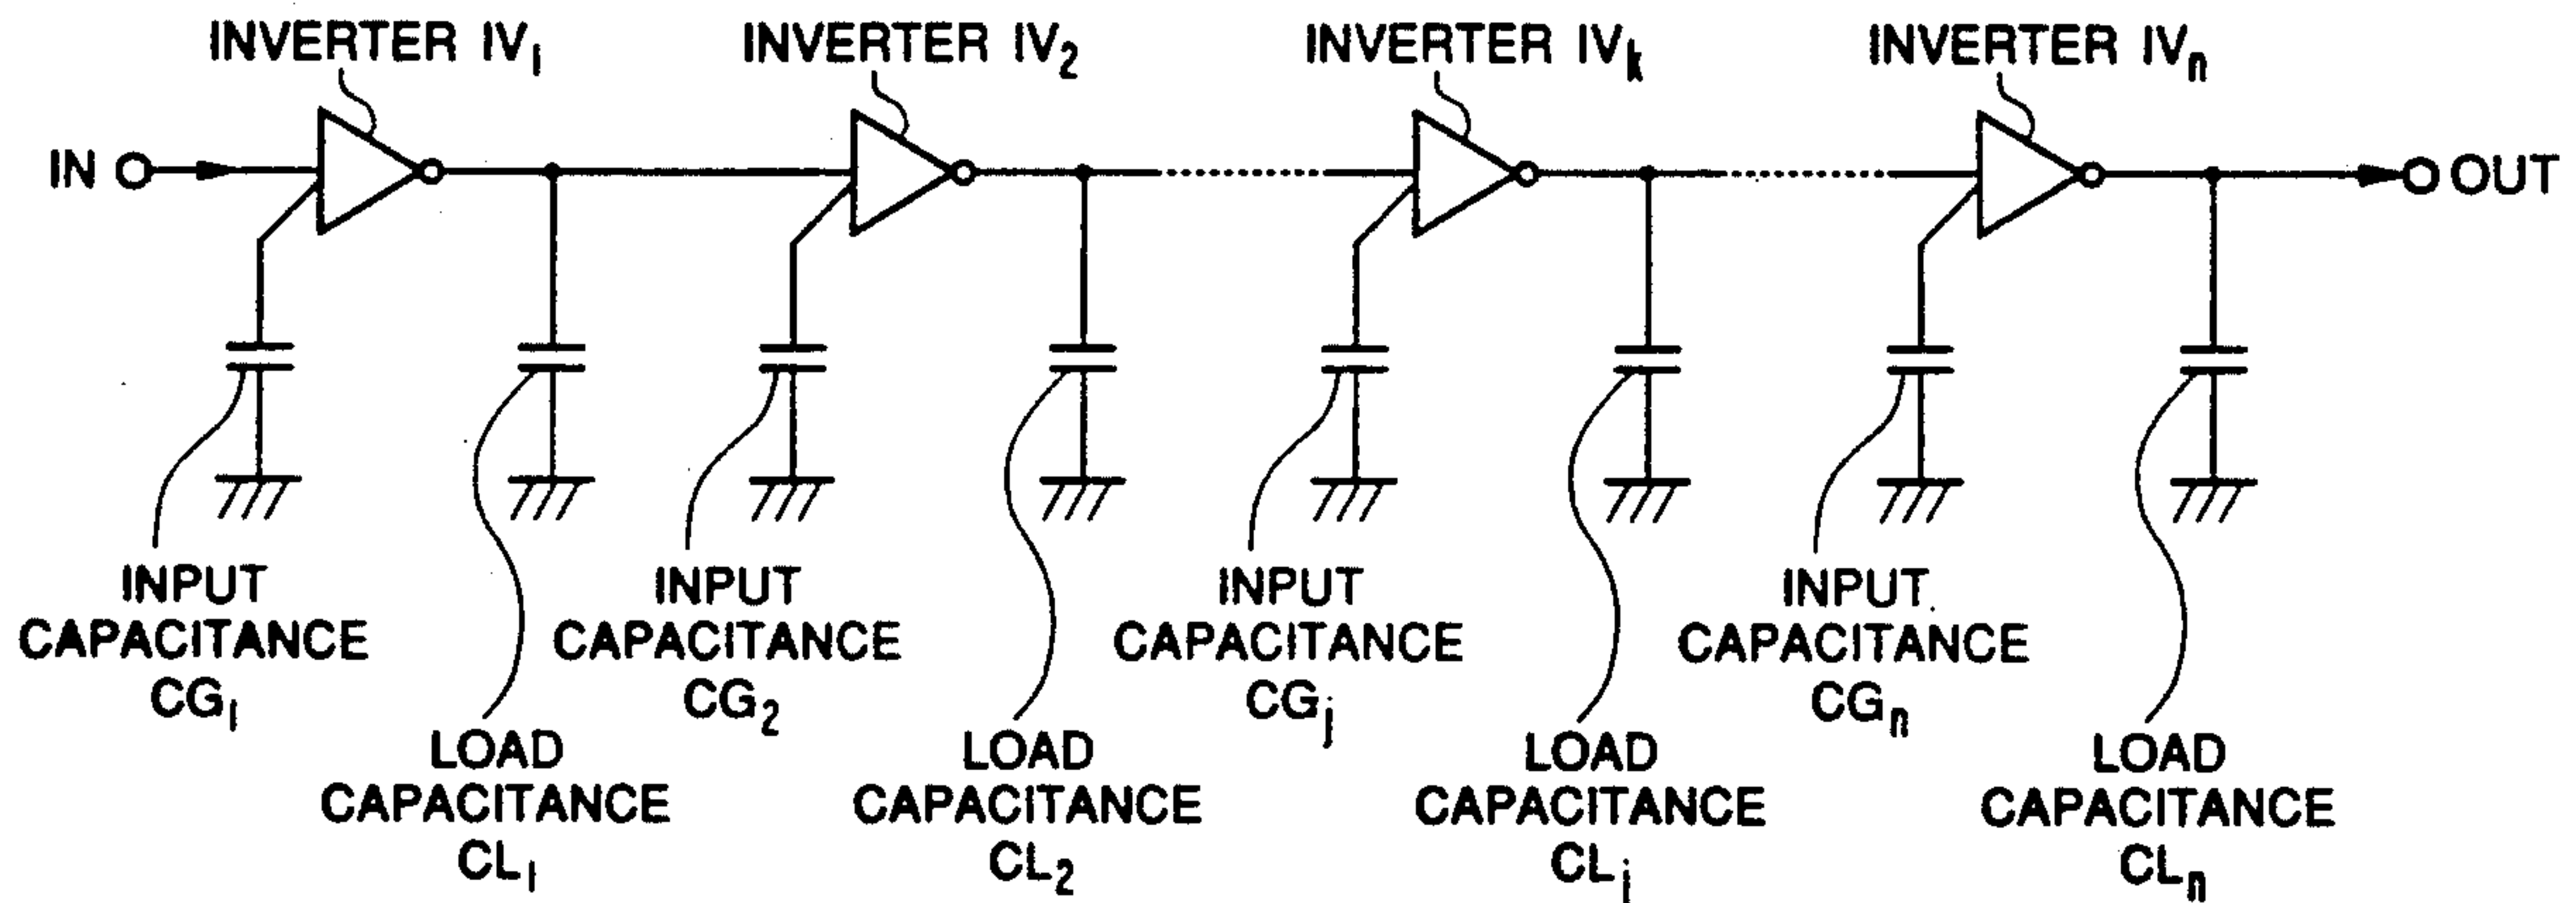 INVERTER IV₁
INVERTER IV₂
INVERTER IVₖ
INVERTER IVₙ
IN
OUT
INPUT
CAPACITANCE
CG₁
LOAD
CAPACITANCE
CL₁
INPUT
CAPACITANCE
CG₂
LOAD
CAPACITANCE
CL₂
INPUT
CAPACITANCE
CGⱼ
LOAD
CAPACITANCE
CLⱼ
INPUT
CAPACITANCE
CGₙ
LOAD
CAPACITANCE
CLₙ